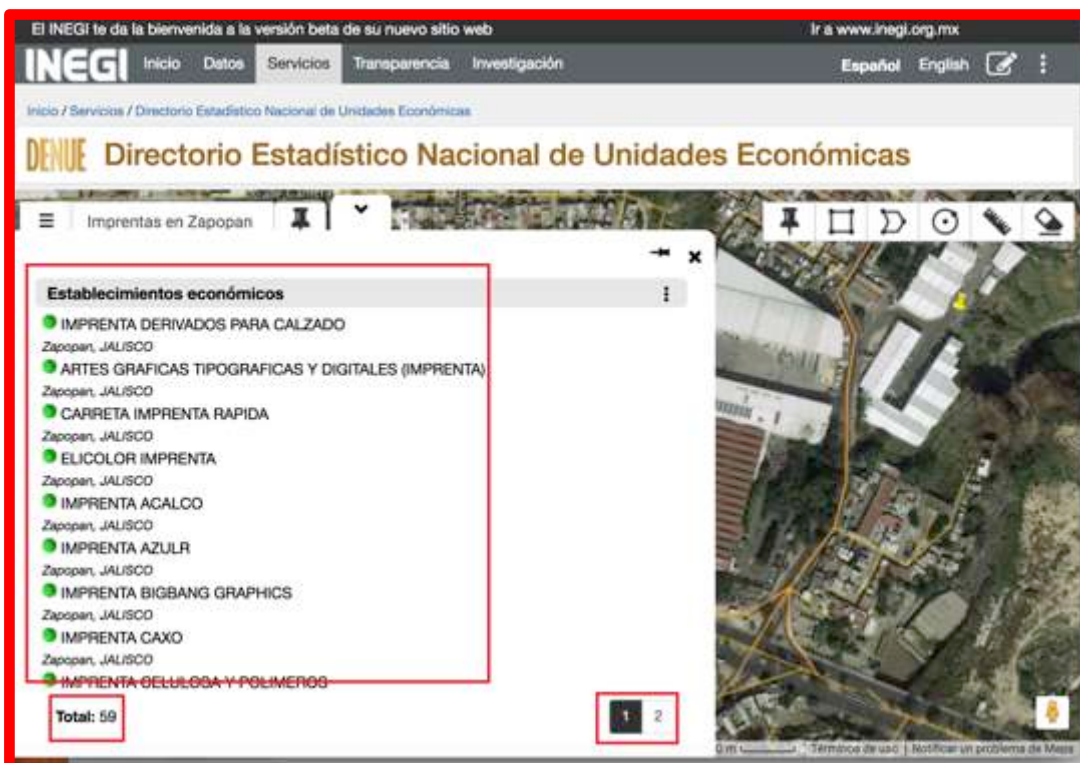 El INEGI te da la bienvenida a la versión beta de su nuevo sitio web Ir a www.inegi.org.mx
INEGI Inicio Datos Servicios Transparencia Investigación Español English
Inicio / Servicios / Directorio Estadístico Nacional de Unidades Económicas
DENUE Directorio Estadístico Nacional de Unidades Económicas
Imprentas en Zapopan
Establecimientos económicos
IMPRENTA DERIVADOS PARA CALZADO
Zapopan, JALISCO
ARTES GRAFICAS TIPOGRAFICAS Y DIGITALES (IMPRENTA)
Zapopan, JALISCO
CARRETA IMPRENTA RAPIDA
Zapopan, JALISCO
ELICOLOR IMPRENTA
Zapopan, JALISCO
IMPRENTA ACALCO
Zapopan, JALISCO
IMPRENTA AZULR
Zapopan, JALISCO
IMPRENTA BIGBANG GRAPHICS
Zapopan, JALISCO
IMPRENTA CAXO
Zapopan, JALISCO
IMPRENTA CELULOSA Y POLIMEROS
Total: 59 1 2
Términos de uso Notificar un problema de Maps